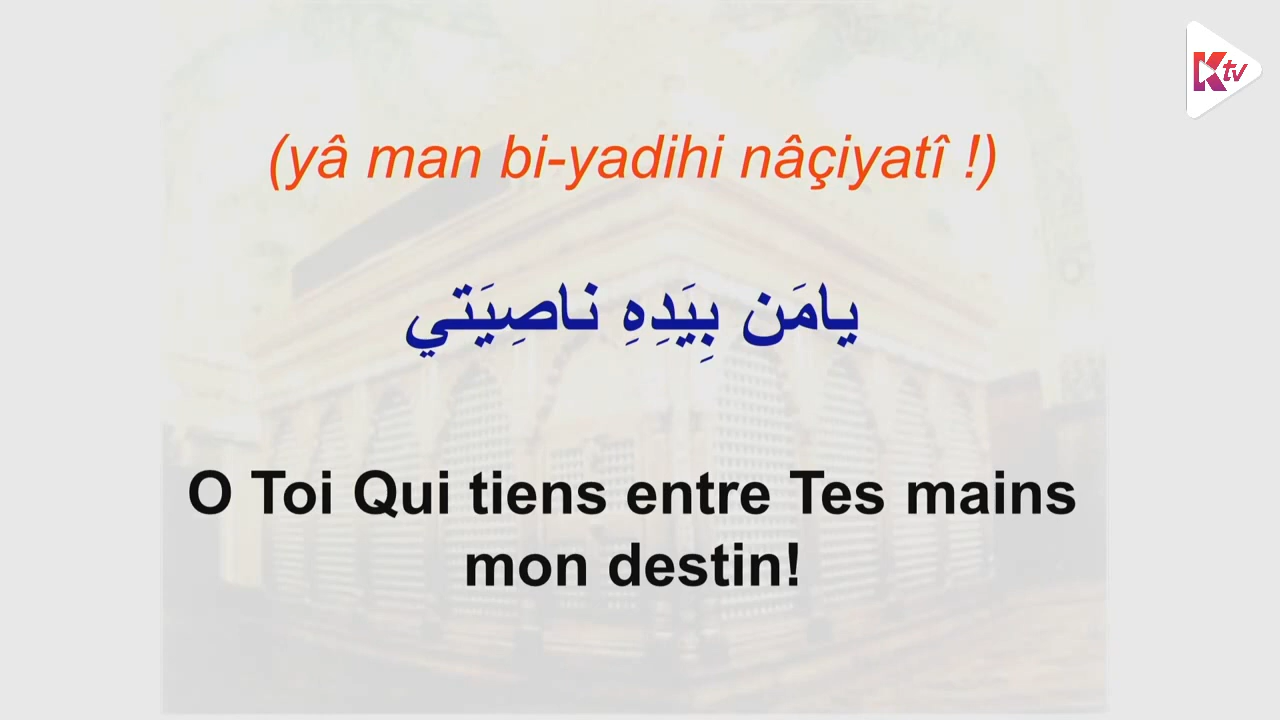 Ktv
(yâ man bi-yadihi nâçiyatî !)
يامَن بِيَدِهِ ناصِيَتي
O Toi Qui tiens entre Tes mains
mon destin!